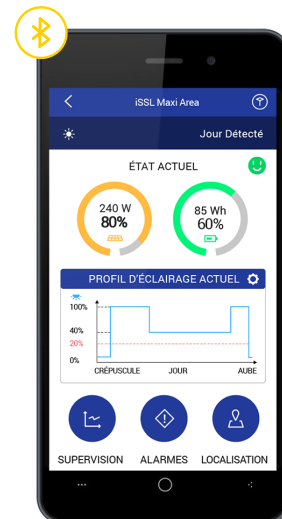 iSSL Maxi Area
Jour Détecté
ÉTAT ACTUEL
240 W
80%
85 Wh
60%
PROFIL D'ÉCLAIRAGE ACTUEL
100%
40%
20%
0%
CRÉPUSCULE JOUR AUBE
SUPERVISION ALARMES LOCALISATION